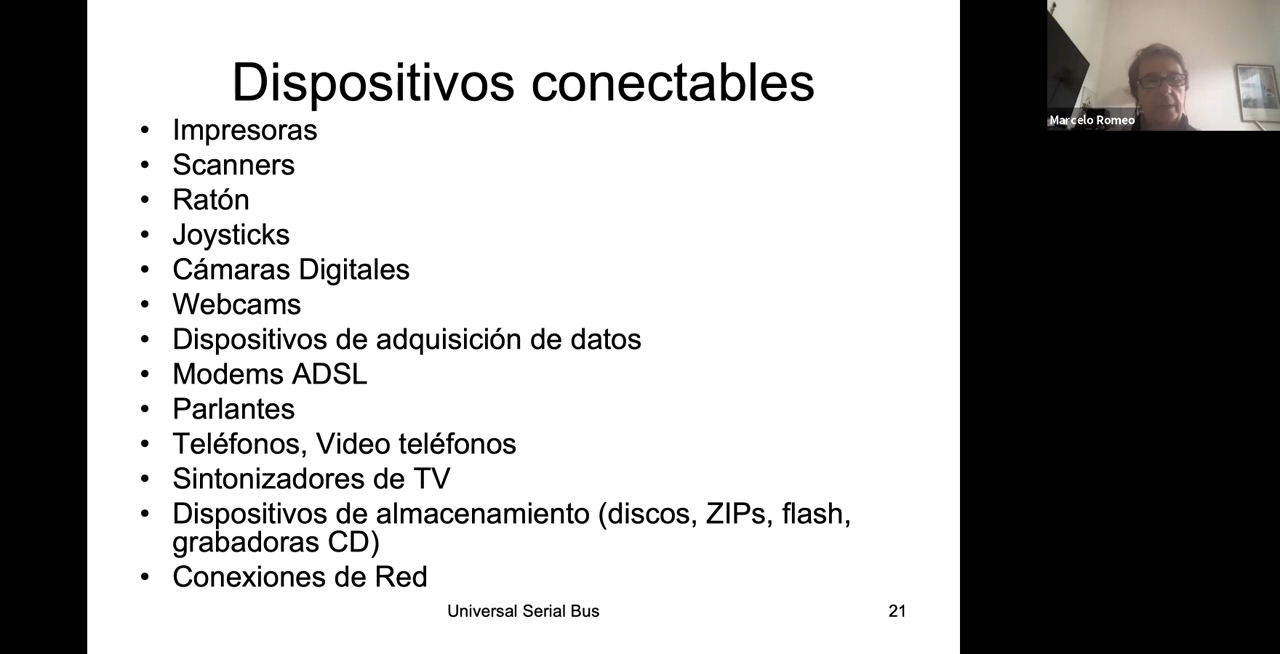 Dispositivos conectables
• Impresoras
• Scanners
• Ratón
• Joysticks
• Cámaras Digitales
• Webcams
• Dispositivos de adquisición de datos
• Modems ADSL
• Parlantes
• Teléfonos, Video teléfonos
• Sintonizadores de TV
• Dispositivos de almacenamiento (discos, ZIPs, flash,
grabadoras CD)
• Conexiones de Red
Universal Serial Bus
21
Marcelo Romeo